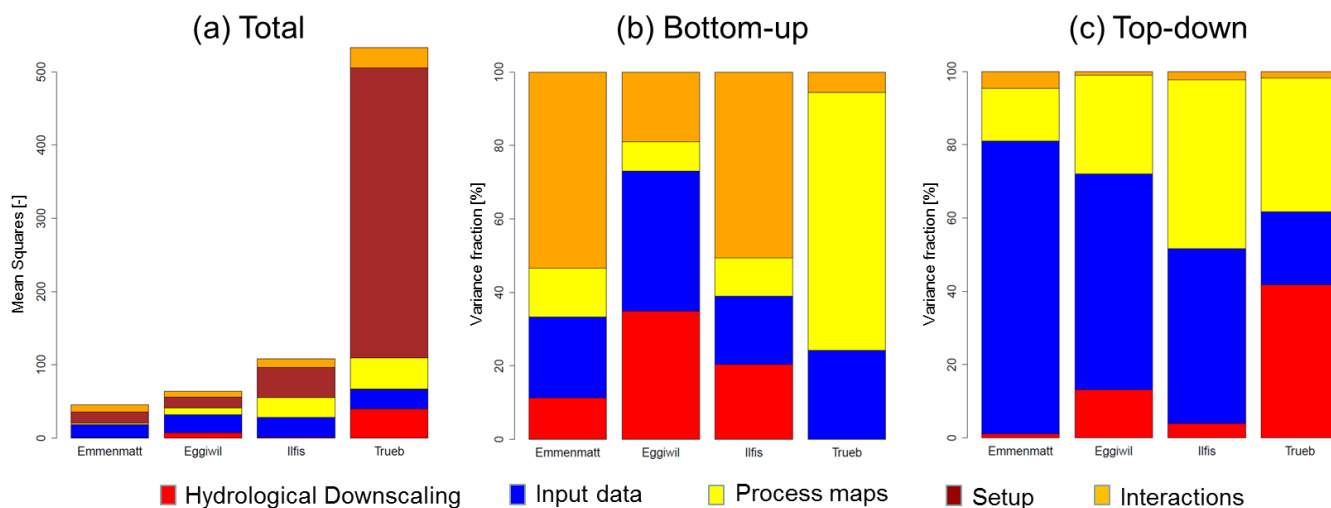 (a) Total
Mean Squares [-]
500
400
300
200
100
0
Emmenmatt Eggiwil Ilfis Trueb
(b) Bottom-up
Variance fraction [%]
100
80
60
40
20
0
Emmenmatt Eggiwil Ilfis Trueb
(c) Top-down
Variance fraction [%]
100
80
60
40
20
0
Emmenmatt Eggiwil Ilfis Trueb
Hydrological Downscaling Input data Process maps Setup Interactions